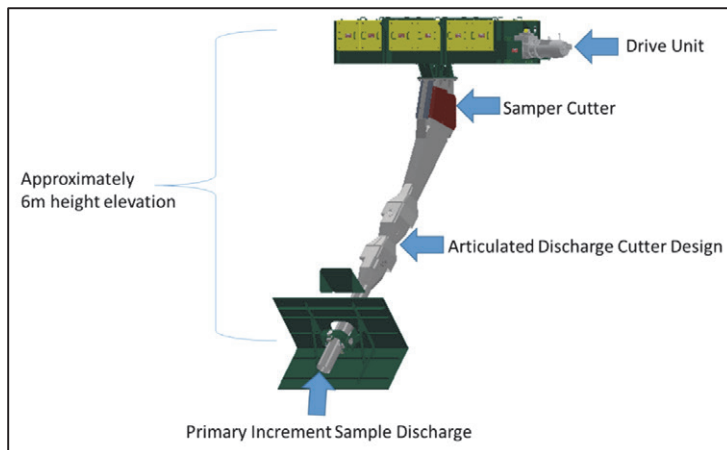 Drive Unit
Samper Cutter
Approximately
6m height elevation
Articulated Discharge Cutter Design
Primary Increment Sample Discharge